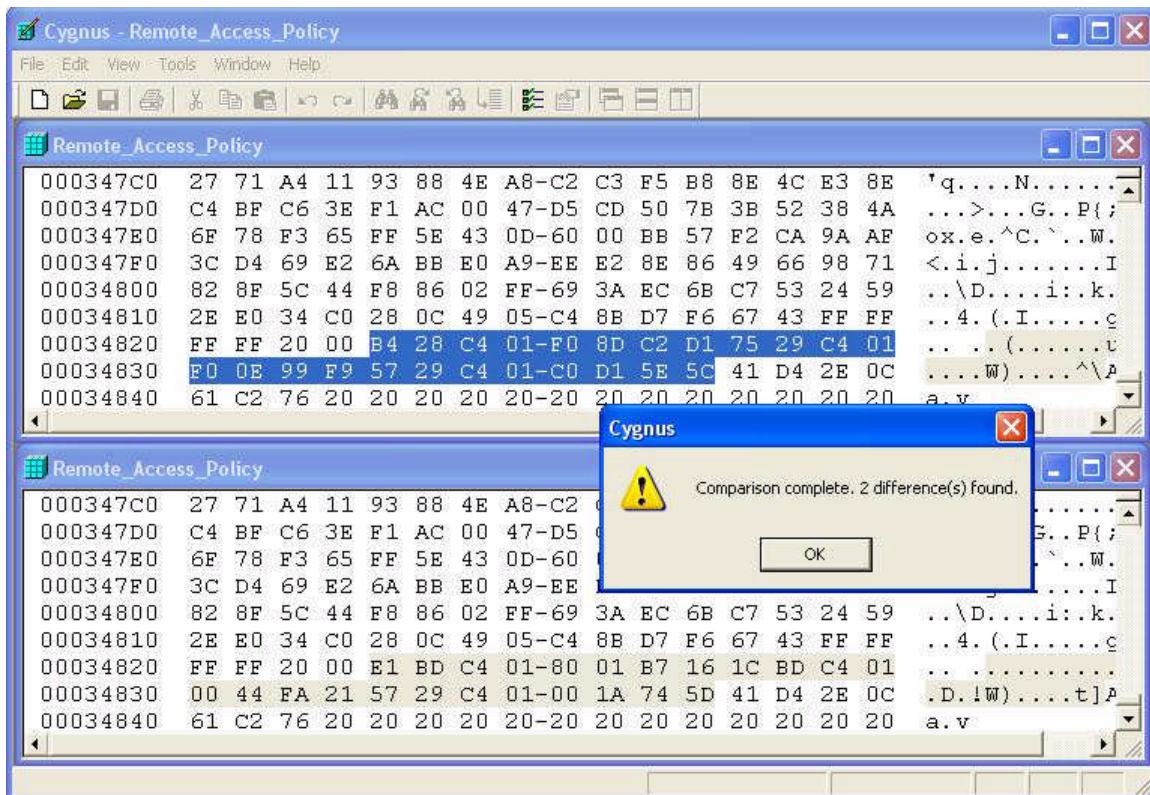 Cygnus - Remote_Access_Policy
File Edit View Tools Window Help
Remote_Access_Policy
000347C0 27 71 A4 11 93 88 4E A8-C2 C3 F5 B8 8E 4C E3 8E 'q....N.......
000347D0 C4 BF C6 3E F1 AC 00 47-D5 CD 50 7B 3B 52 38 4A ...>...G..P{;
000347E0 6F 78 F3 65 FF 5E 43 0D-60 00 BB 57 F2 CA 9A AF ox.e.^C.`..W.
000347F0 3C D4 69 E2 6A BB E0 A9-EE E2 8E 86 49 66 98 71 <.i.j.......I
00034800 82 8F 5C 44 F8 86 02 FF-69 3A EC 6B C7 53 24 59 ..\D....i:.k.
00034810 2E E0 34 C0 28 0C 49 05-C4 8B D7 F6 67 43 FF FF ..4.(.I.....g
00034820 FF FF 20 00 B4 28 C4 01-F0 8D C2 D1 75 29 C4 01 .. ..(......u
00034830 F0 0E 99 F9 57 29 C4 01-C0 D1 5E 5C 41 D4 2E 0C ....W)....^\A
00034840 61 C2 76 20 20 20 20 20-20 20 20 20 20 20 20 20 a.v
Cygnus
Comparison complete. 2 difference(s) found.
OK
Remote_Access_Policy
000347C0 27 71 A4 11 93 88 4E A8-C2
000347D0 C4 BF C6 3E F1 AC 00 47-D5 G..P{;
000347E0 6F 78 F3 65 FF 5E 43 0D-60 `..W.
000347F0 3C D4 69 E2 6A BB E0 A9-EE
00034800 82 8F 5C 44 F8 86 02 FF-69 3A EC 6B C7 53 24 59 ..\D....i:.k.
00034810 2E E0 34 C0 28 0C 49 05-C4 8B D7 F6 67 43 FF FF ..4.(.I.....g
00034820 FF FF 20 00 E1 BD C4 01-80 01 B7 16 1C BD C4 01 .. ..........
00034830 00 44 FA 21 57 29 C4 01-00 1A 74 5D 41 D4 2E 0C .D.!W)....t]A
00034840 61 C2 76 20 20 20 20 20-20 20 20 20 20 20 20 20 a.v